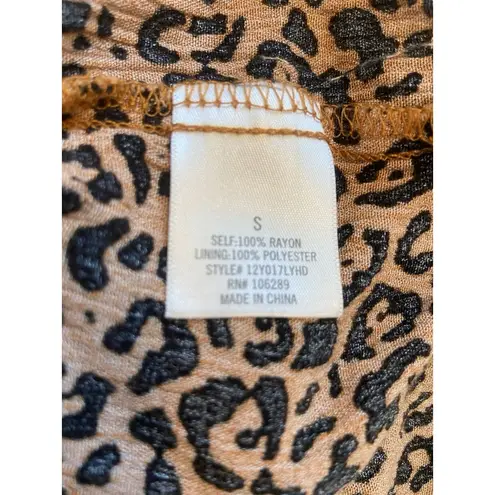 S
SELF:100% RAYON
LINING:100% POLYESTER
STYLE# 12Y017LYHD
RN# 106289
MADE IN CHINA